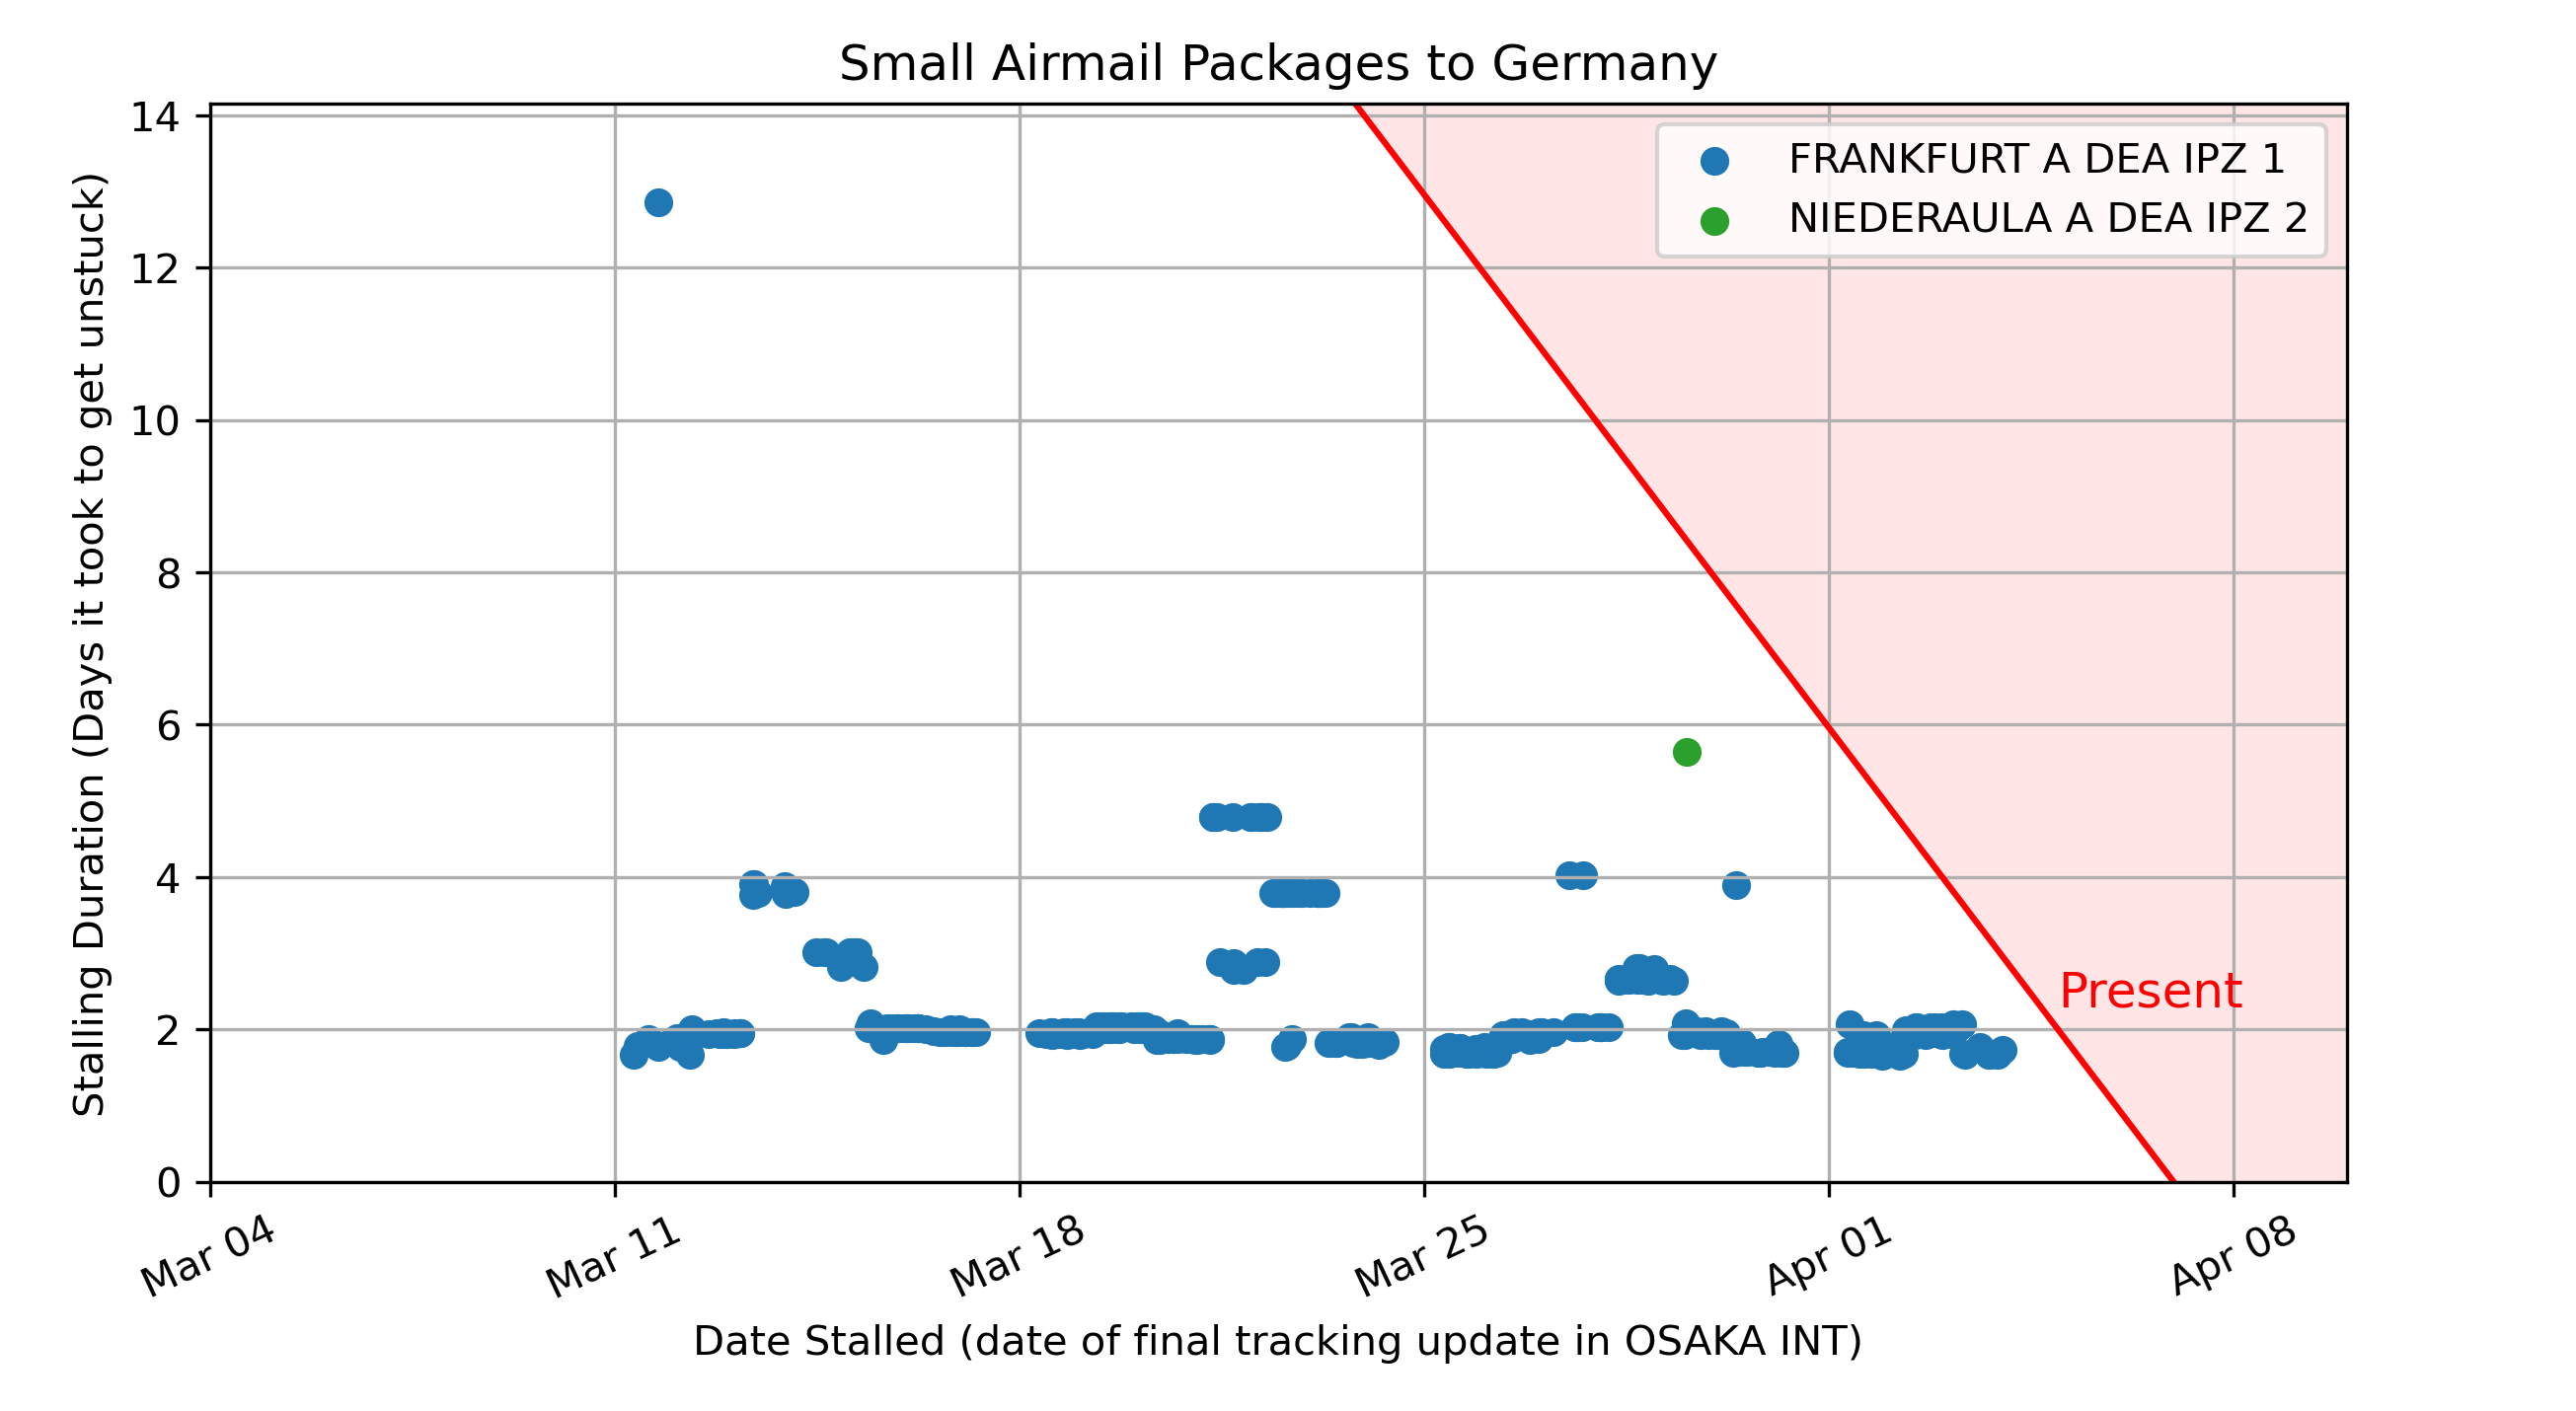 Small Airmail Packages to Germany
14
12
10
8
6
4
2
0
Stalling Duration (Days it took to get unstuck)
FRANKFURT A DEA IPZ 1
NIEDERAULA A DEA IPZ 2
Present
Mar 04
Mar 11
Mar 18
Mar 25
Apr 01
Apr 08
Date Stalled (date of final tracking update in OSAKA INT)